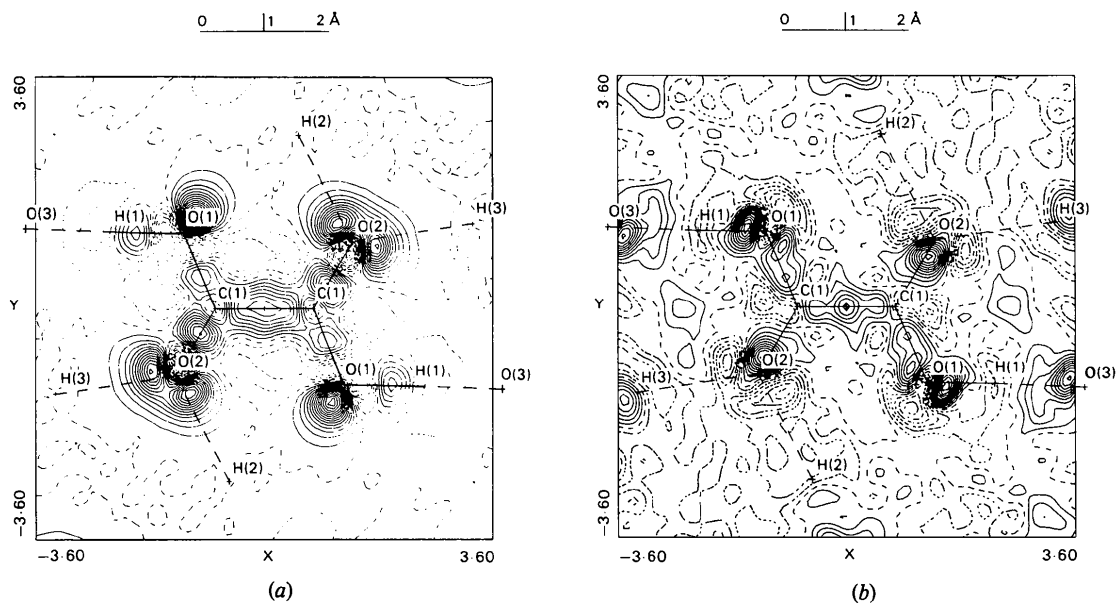 0 1 2 Å
3·60
H(2)
O(3)
H(1)
O(1)
O(2)
H(3)
Y
C(1)
C(1)
O(2)
H(3)
O(1)
H(1)
O(3)
H(2)
−3·60
−3·60
X
3·60
(a)
0 1 2 Å
3·60
H(2)
O(3)
H(1)
O(1)
O(2)
H(3)
Y
C(1)
C(1)
O(2)
H(3)
O(1)
H(1)
O(3)
H(2)
−3·60
−3·60
X
3·60
(b)